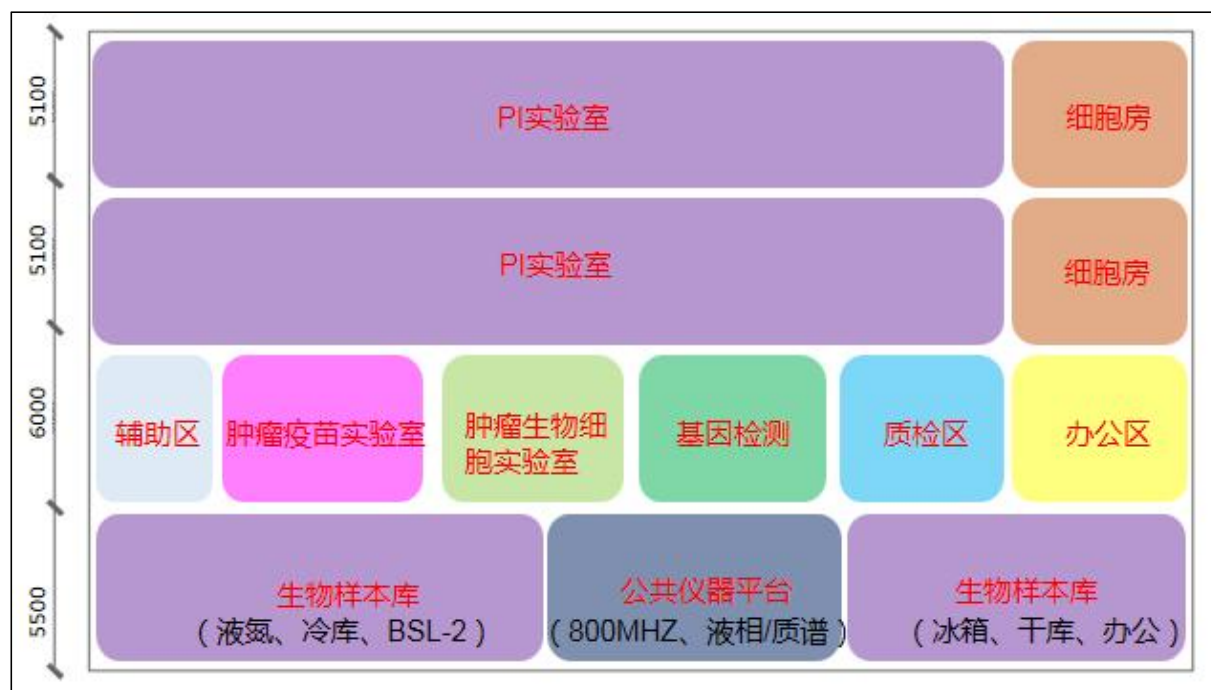 5100
PI实验室
细胞房
5100
PI实验室
细胞房
6000
辅助区
肿瘤疫苗实验室
肿瘤生物细
胞实验室
基因检测
质检区
办公区
5500
生物样本库
（液氮、冷库、BSL-2）
公共仪器平台
（800MHZ、液相/质谱）
生物样本库
（冰箱、干库、办公）